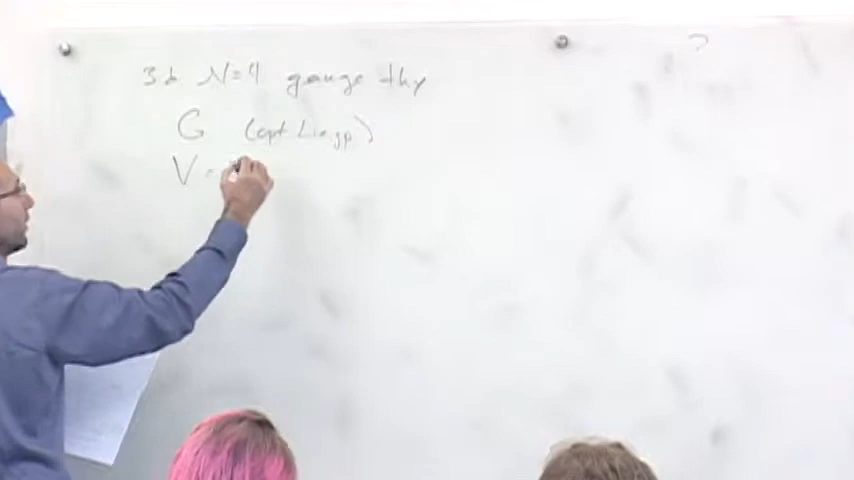 3d N=4 gauge thy
G (cpt Lie gp)
V =
?